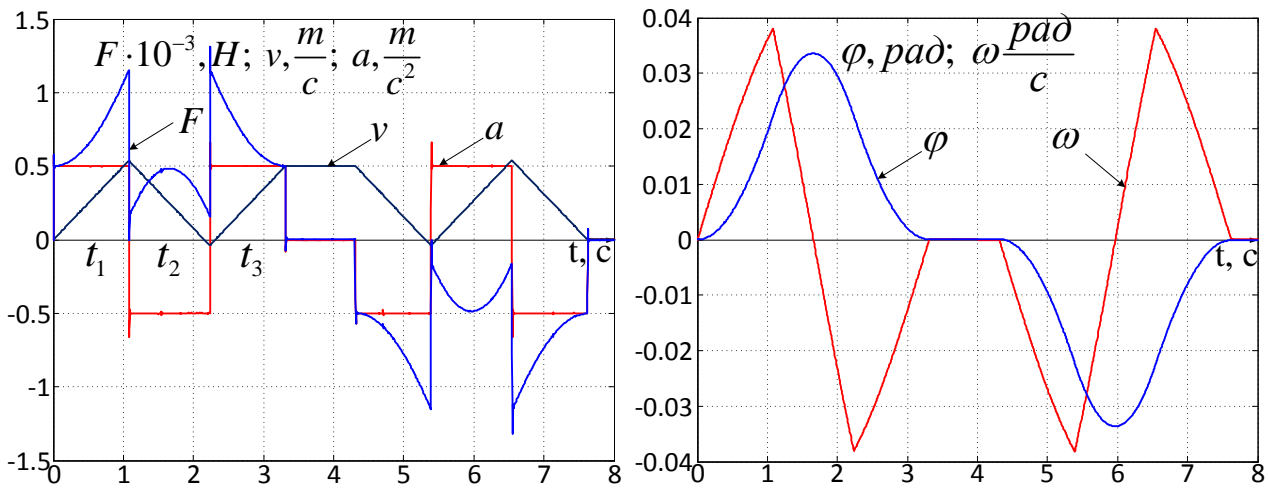 1.5
F·10⁻³, H; v, m/c; a, m/c²
1
F
v
a
0.5
0
t₁
t₂
t₃
t, c
-0.5
-1
-1.5
0 1 2 3 4 5 6 7 8
0.04
φ, рад; ω рад/c
0.03
0.02
φ
ω
0.01
0
t, c
-0.01
-0.02
-0.03
-0.04
0 1 2 3 4 5 6 7 8